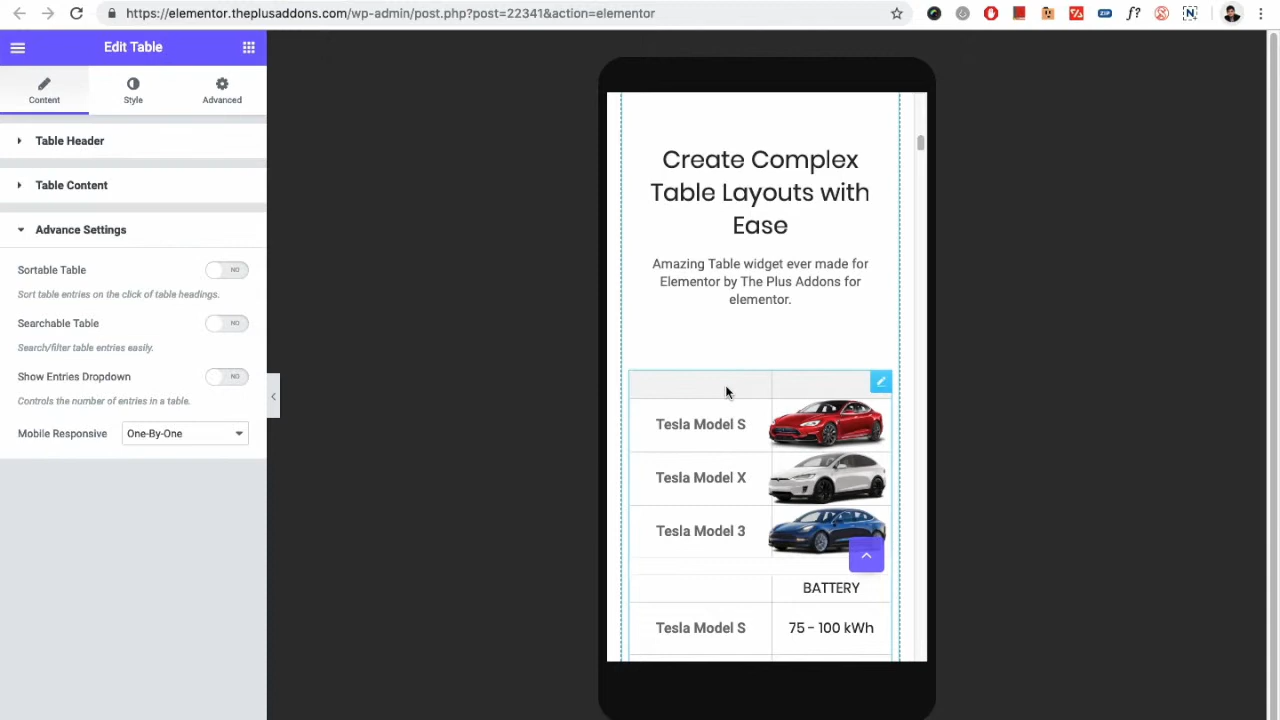 https://elementor.theplusaddons.com/wp-admin/post.php?post=22341&action=elementor
ZIP
f?
N
Edit Table
Content
Style
Advanced
Table Header
Table Content
Advance Settings
Sortable Table
NO
Sort table entries on the click of table headings.
Searchable Table
NO
Search/filter table entries easily.
Show Entries Dropdown
NO
Controls the number of entries in a table.
Mobile Responsive
One-By-One
Create Complex
Table Layouts with
Ease
Amazing Table widget ever made for
Elementor by The Plus Addons for
elementor.
Tesla Model S
Tesla Model X
Tesla Model 3
BATTERY
Tesla Model S
75 - 100 kWh